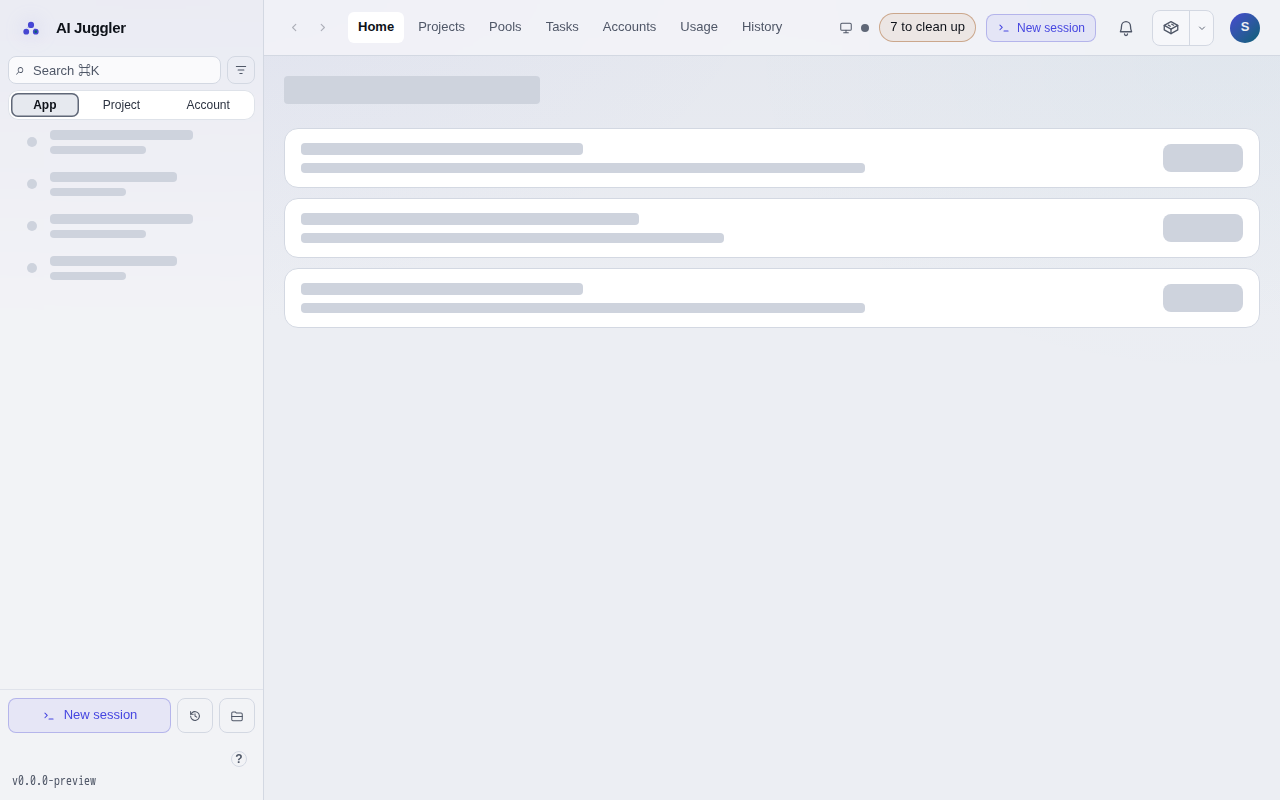 AI Juggler
Search ⌘K
App Project Account
Home Projects Pools Tasks Accounts Usage History
7 to clean up
New session
S
New session
?
v0.0.0-preview